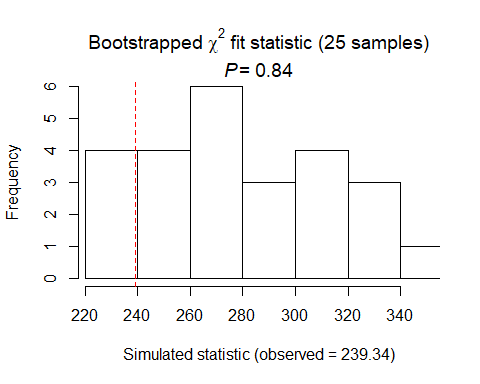 Bootstrapped χ² fit statistic (25 samples)
P = 0.84
Frequency
6
5
4
3
2
1
0
220 240 260 280 300 320 340
Simulated statistic (observed = 239.34)